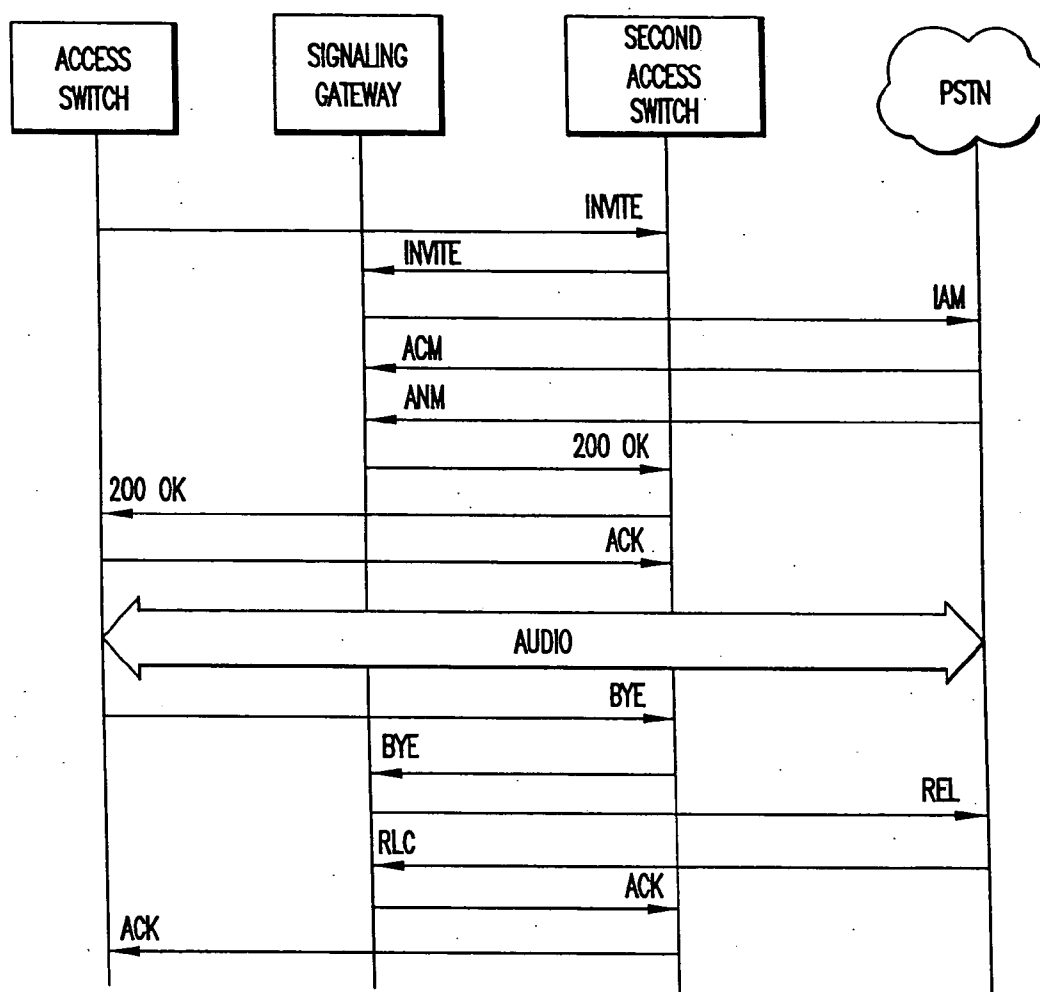 ACCESS
SWITCH
SIGNALING
GATEWAY
SECOND
ACCESS
SWITCH
PSTN
INVITE
INVITE
IAM
ACM
ANM
200 OK
200 OK
ACK
AUDIO
BYE
BYE
REL
RLC
ACK
ACK